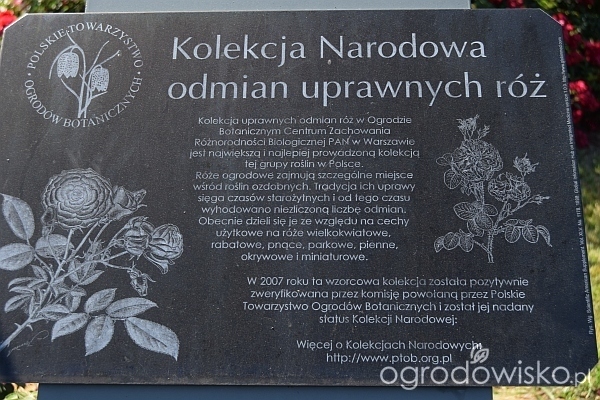 POLSKIE TOWARZYSTWO
OGRODÓW BOTANICZNYCH
Kolekcja Narodowa
odmian uprawnych róż
Kolekcja uprawnych odmian róż w Ogrodzie
Botanicznym Centrum Zachowania
Różnorodności Biologicznej PAN w Warszawie
jest największą i najlepiej prowadzoną kolekcją
tej grupy roślin w Polsce.
Róże ogrodowe zajmują szczególne miejsce
wśród roślin ozdobnych. Tradycja ich uprawy
sięga czasów starożytnych i od tego czasu
wyhodowano niezliczoną liczbę odmian.
Obecnie dzieli się je ze względu na cechy
użytkowe na róże wielkokwiatowe,
rabatowe, pnące, parkowe, pienne,
okrywowe i miniaturowe.
W 2007 roku ta wzorcowa kolekcja została pozytywnie
zweryfikowana przez komisję powołaną przez Polskie
Towarzystwo Ogrodów Botanicznych i został jej nadany
status Kolekcji Narodowej:
Więcej o Kolekcjach Narodowych
http://www.ptob.org.pl
ogrodowisko.pl